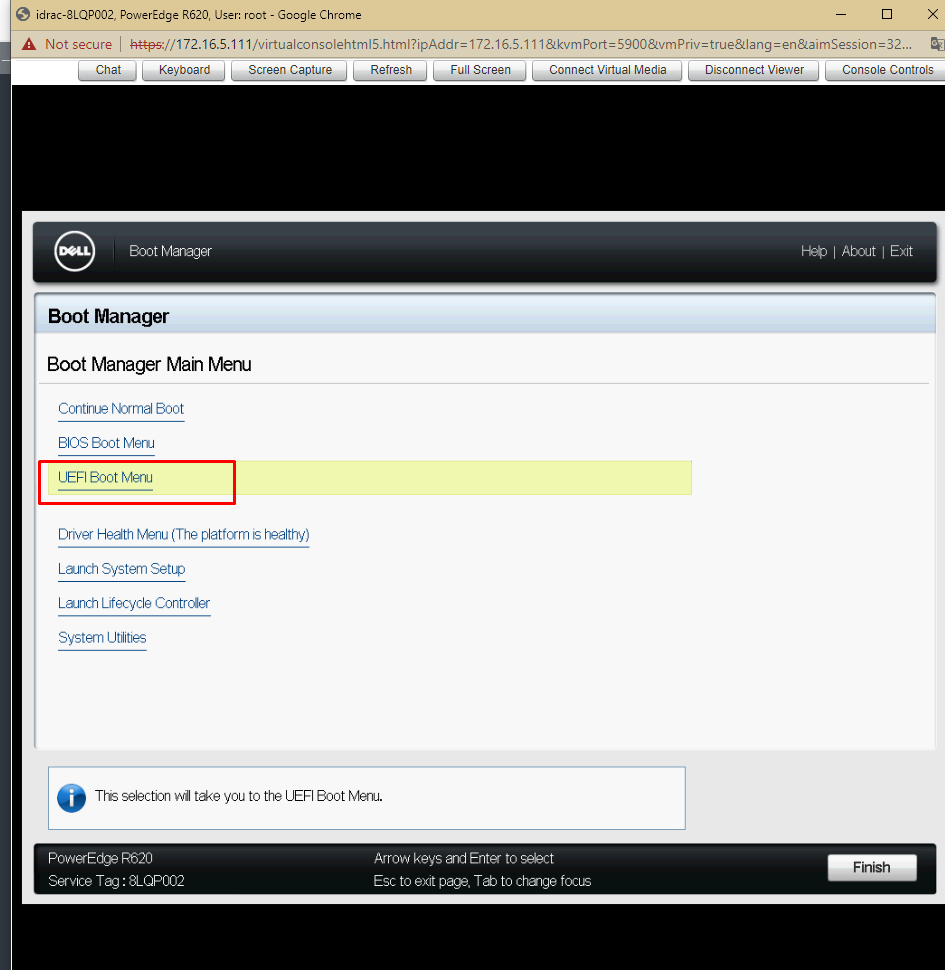 idrac-8LQP002, PowerEdge R620, User: root - Google Chrome
Not secure | https://172.16.5.111/virtualconsolehtml5.html?ipAddr=172.16.5.111&kvmPort=5900&vmPriv=true&lang=en&aimSession=32...
Chat Keyboard Screen Capture Refresh Full Screen Connect Virtual Media Disconnect Viewer Console Controls
DELL Boot Manager Help | About | Exit
Boot Manager
Boot Manager Main Menu
Continue Normal Boot
BIOS Boot Menu
UEFI Boot Menu
Driver Health Menu (The platform is healthy)
Launch System Setup
Launch Lifecycle Controller
System Utilities
This selection will take you to the UEFI Boot Menu.
PowerEdge R620 Arrow keys and Enter to select
Service Tag : 8LQP002 Esc to exit page, Tab to change focus
Finish